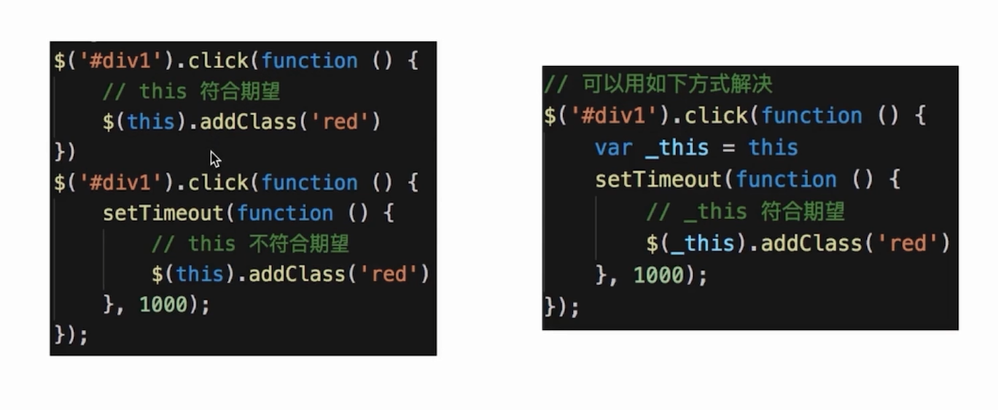 $('#div1').click(function () {
// this 符合期望
$(this).addClass('red')
})
$('#div1').click(function () {
setTimeout(function () {
// this 不符合期望
$(this).addClass('red')
}, 1000);
});
// 可以用如下方式解决
$('#div1').click(function () {
var _this = this
setTimeout(function () {
// _this 符合期望
$(_this).addClass('red')
}, 1000);
});